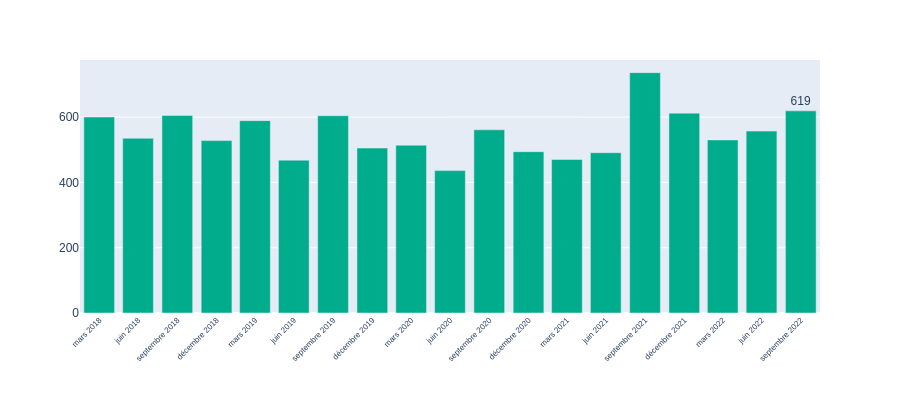 619
600
400
200
0
mars 2018
juin 2018
septembre 2018
décembre 2018
mars 2019
juin 2019
septembre 2019
décembre 2019
mars 2020
juin 2020
septembre 2020
décembre 2020
mars 2021
juin 2021
septembre 2021
décembre 2021
mars 2022
juin 2022
septembre 2022